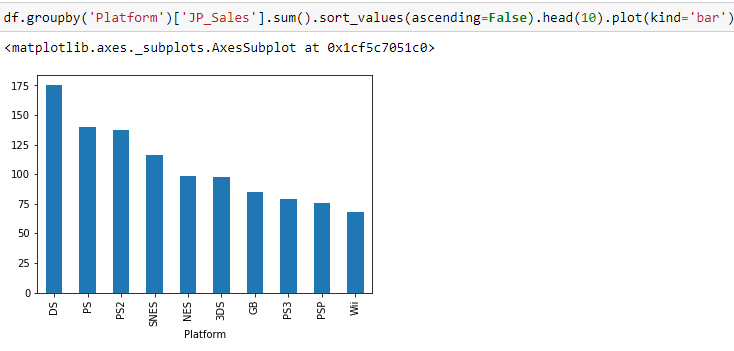 df.groupby('Platform')['JP_Sales'].sum().sort_values(ascending=False).head(10).plot(kind='bar')
<matplotlib.axes._subplots.AxesSubplot at 0x1cf5c7051c0>
175
150
125
100
75
50
25
0
DS PS PS2 SNES NES 3DS GB PS3 PSP Wii
Platform